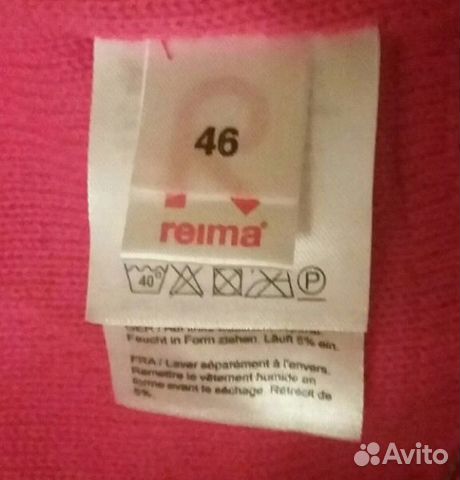 46
reima®
40°
P
GER /
Feucht in Form ziehen. Läuft 5% ein.
FRA / Laver séparément à l'envers.
Remettre le vêtement humide en
forme avant le séchage. Rétrécit de
5%.
Avito